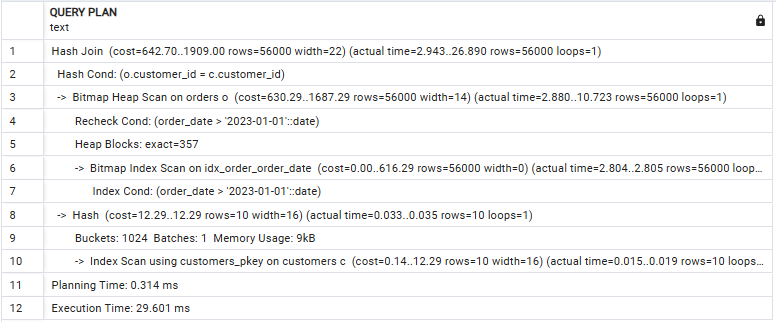 QUERY PLAN
text
1 Hash Join (cost=642.70..1909.00 rows=56000 width=22) (actual time=2.943..26.890 rows=56000 loops=1)
2 Hash Cond: (o.customer_id = c.customer_id)
3 -> Bitmap Heap Scan on orders o (cost=630.29..1687.29 rows=56000 width=14) (actual time=2.880..10.723 rows=56000 loops=1)
4 Recheck Cond: (order_date > '2023-01-01'::date)
5 Heap Blocks: exact=357
6 -> Bitmap Index Scan on idx_order_order_date (cost=0.00..616.29 rows=56000 width=0) (actual time=2.804..2.805 rows=56000 loop...
7 Index Cond: (order_date > '2023-01-01'::date)
8 -> Hash (cost=12.29..12.29 rows=10 width=16) (actual time=0.033..0.035 rows=10 loops=1)
9 Buckets: 1024 Batches: 1 Memory Usage: 9kB
10 -> Index Scan using customers_pkey on customers c (cost=0.14..12.29 rows=10 width=16) (actual time=0.015..0.019 rows=10 loops...
11 Planning Time: 0.314 ms
12 Execution Time: 29.601 ms